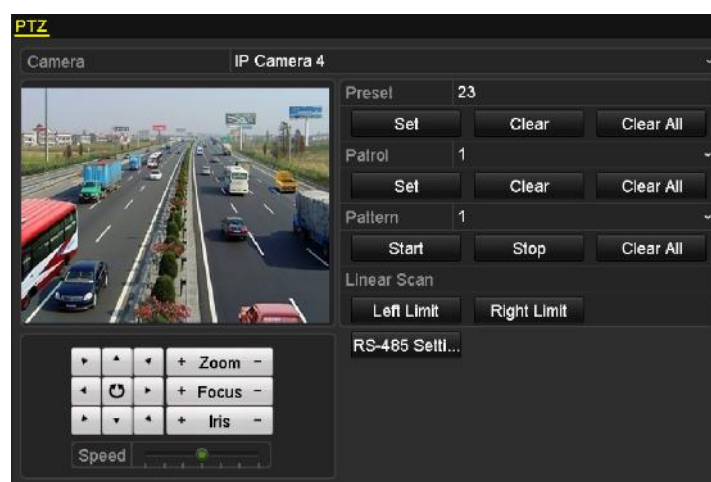 PTZ
Camera IP Camera 4
Preset 23
Set Clear Clear All
Patrol 1
Set Clear Clear All
Pattern 1
Start Stop Clear All
Linear Scan
Left Limit Right Limit
RS-485 Setti...
+ Zoom -
+ Focus -
+ Iris -
Speed